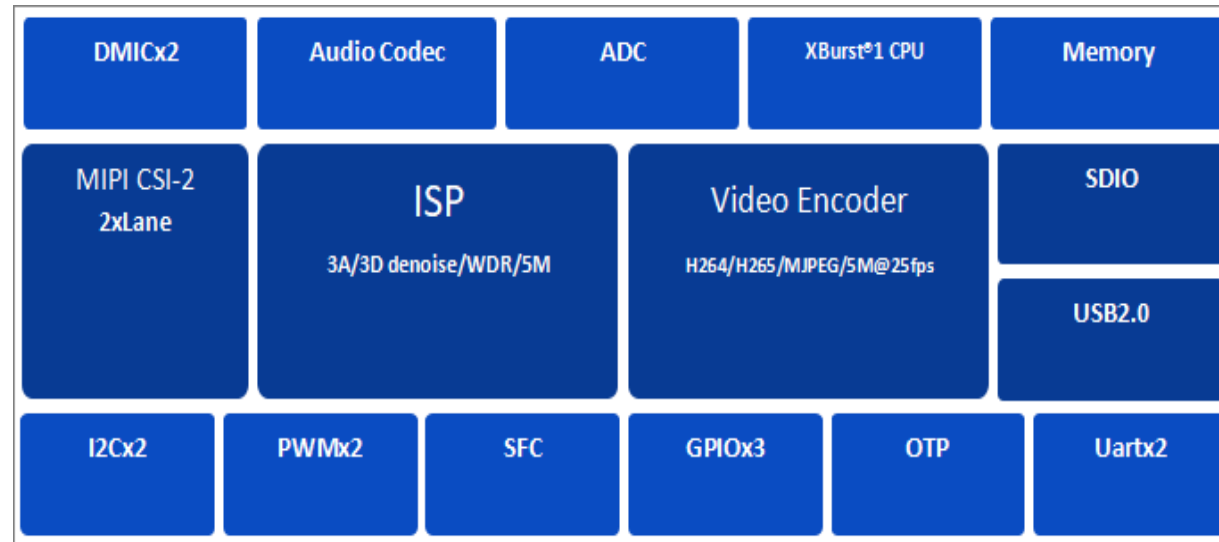 DMICx2
Audio Codec
ADC
XBurst®1 CPU
Memory
MIPI CSI-2
2xLane
ISP
3A/3D denoise/WDR/5M
Video Encoder
H264/H265/MJPEG/5M@25fps
SDIO
USB2.0
I2Cx2
PWMx2
SFC
GPIOx3
OTP
Uartx2